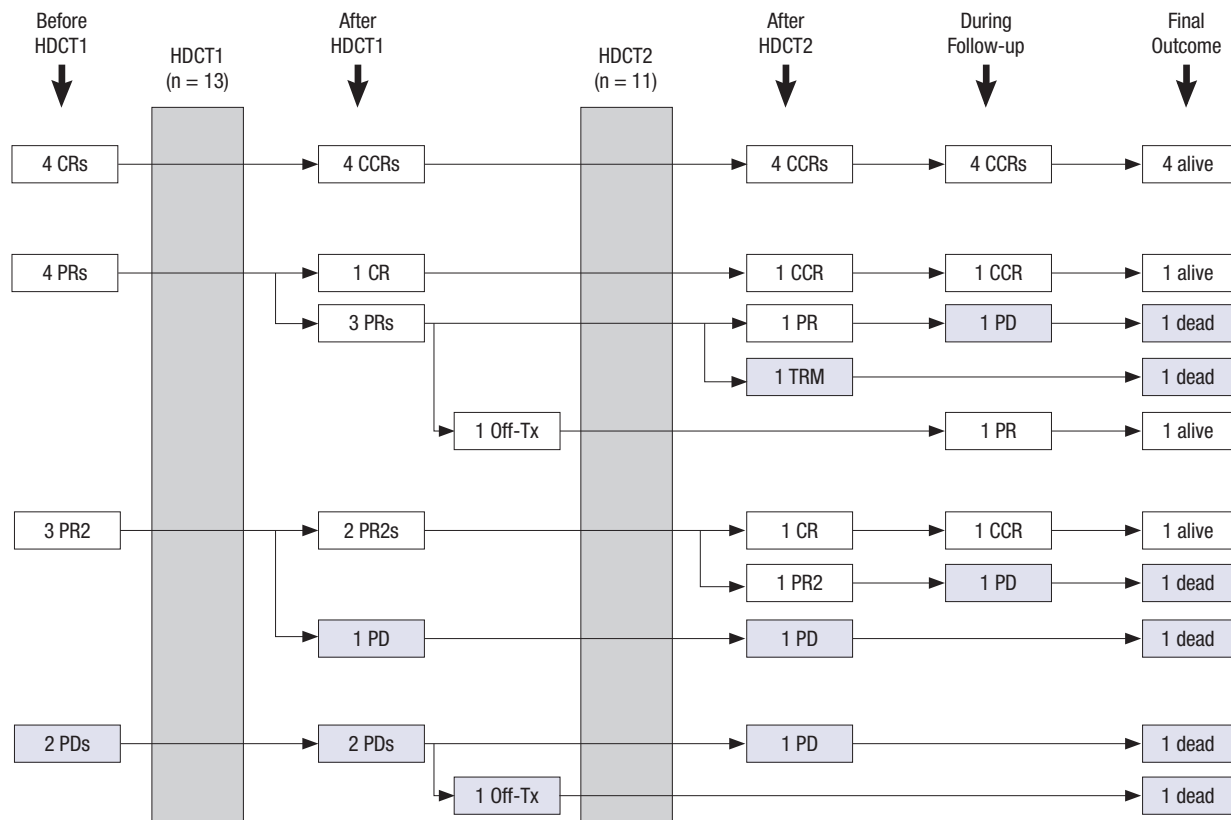 Before
HDCT1
HDCT1
(n = 13)
After
HDCT1
HDCT2
(n = 11)
After
HDCT2
During
Follow-up
Final
Outcome
4 CRs
4 CCRs
4 CCRs
4 CCRs
4 alive
4 PRs
1 CR
1 CCR
1 CCR
1 alive
3 PRs
1 PR
1 PD
1 dead
1 TRM
1 dead
1 Off-Tx
1 PR
1 alive
3 PR2
2 PR2s
1 CR
1 CCR
1 alive
1 PR2
1 PD
1 dead
1 PD
1 PD
1 dead
2 PDs
2 PDs
1 PD
1 dead
1 Off-Tx
1 dead